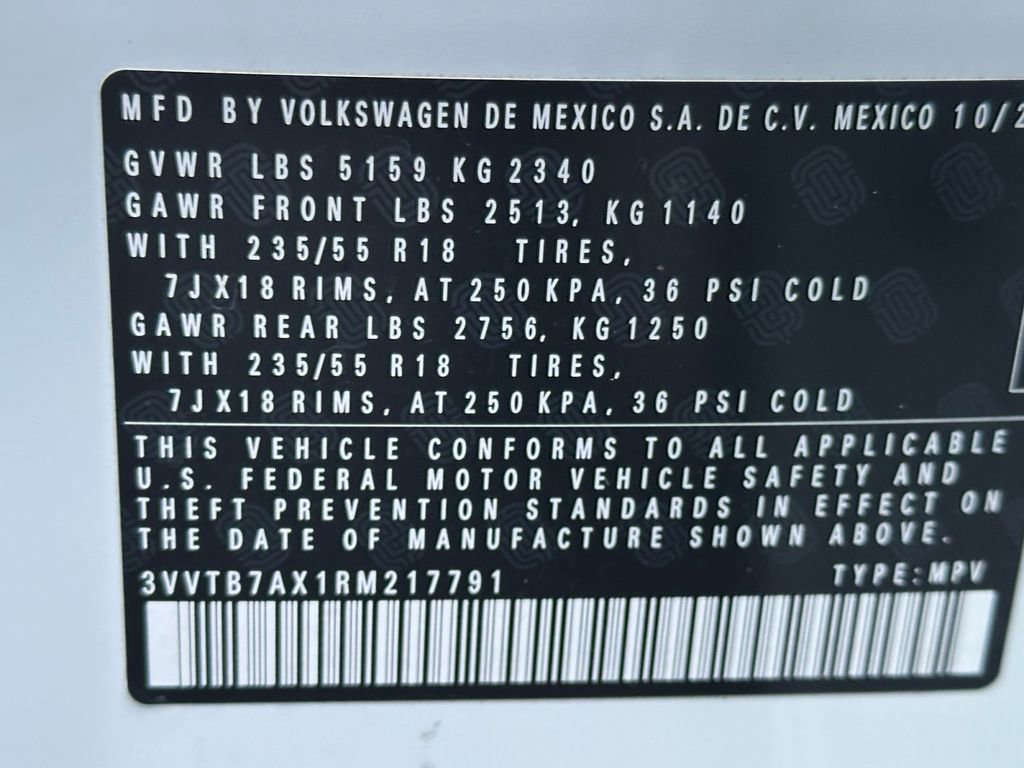 MFD BY VOLKSWAGEN DE MEXICO S.A. DE C.V. MEXICO 10/2
GVWR LBS 5159 KG 2340
GAWR FRONT LBS 2513, KG 1140
WITH 235/55 R18 TIRES,
7JX18 RIMS, AT 250 KPA, 36 PSI COLD
GAWR REAR LBS 2756, KG 1250
WITH 235/55 R18 TIRES,
7JX18 RIMS, AT 250 KPA, 36 PSI COLD
THIS VEHICLE CONFORMS TO ALL APPLICABLE
U.S. FEDERAL MOTOR VEHICLE SAFETY AND
THEFT PREVENTION STANDARDS IN EFFECT ON
THE DATE OF MANUFACTURE SHOWN ABOVE.
3VVTB7AX1RM217791 TYPE:MPV